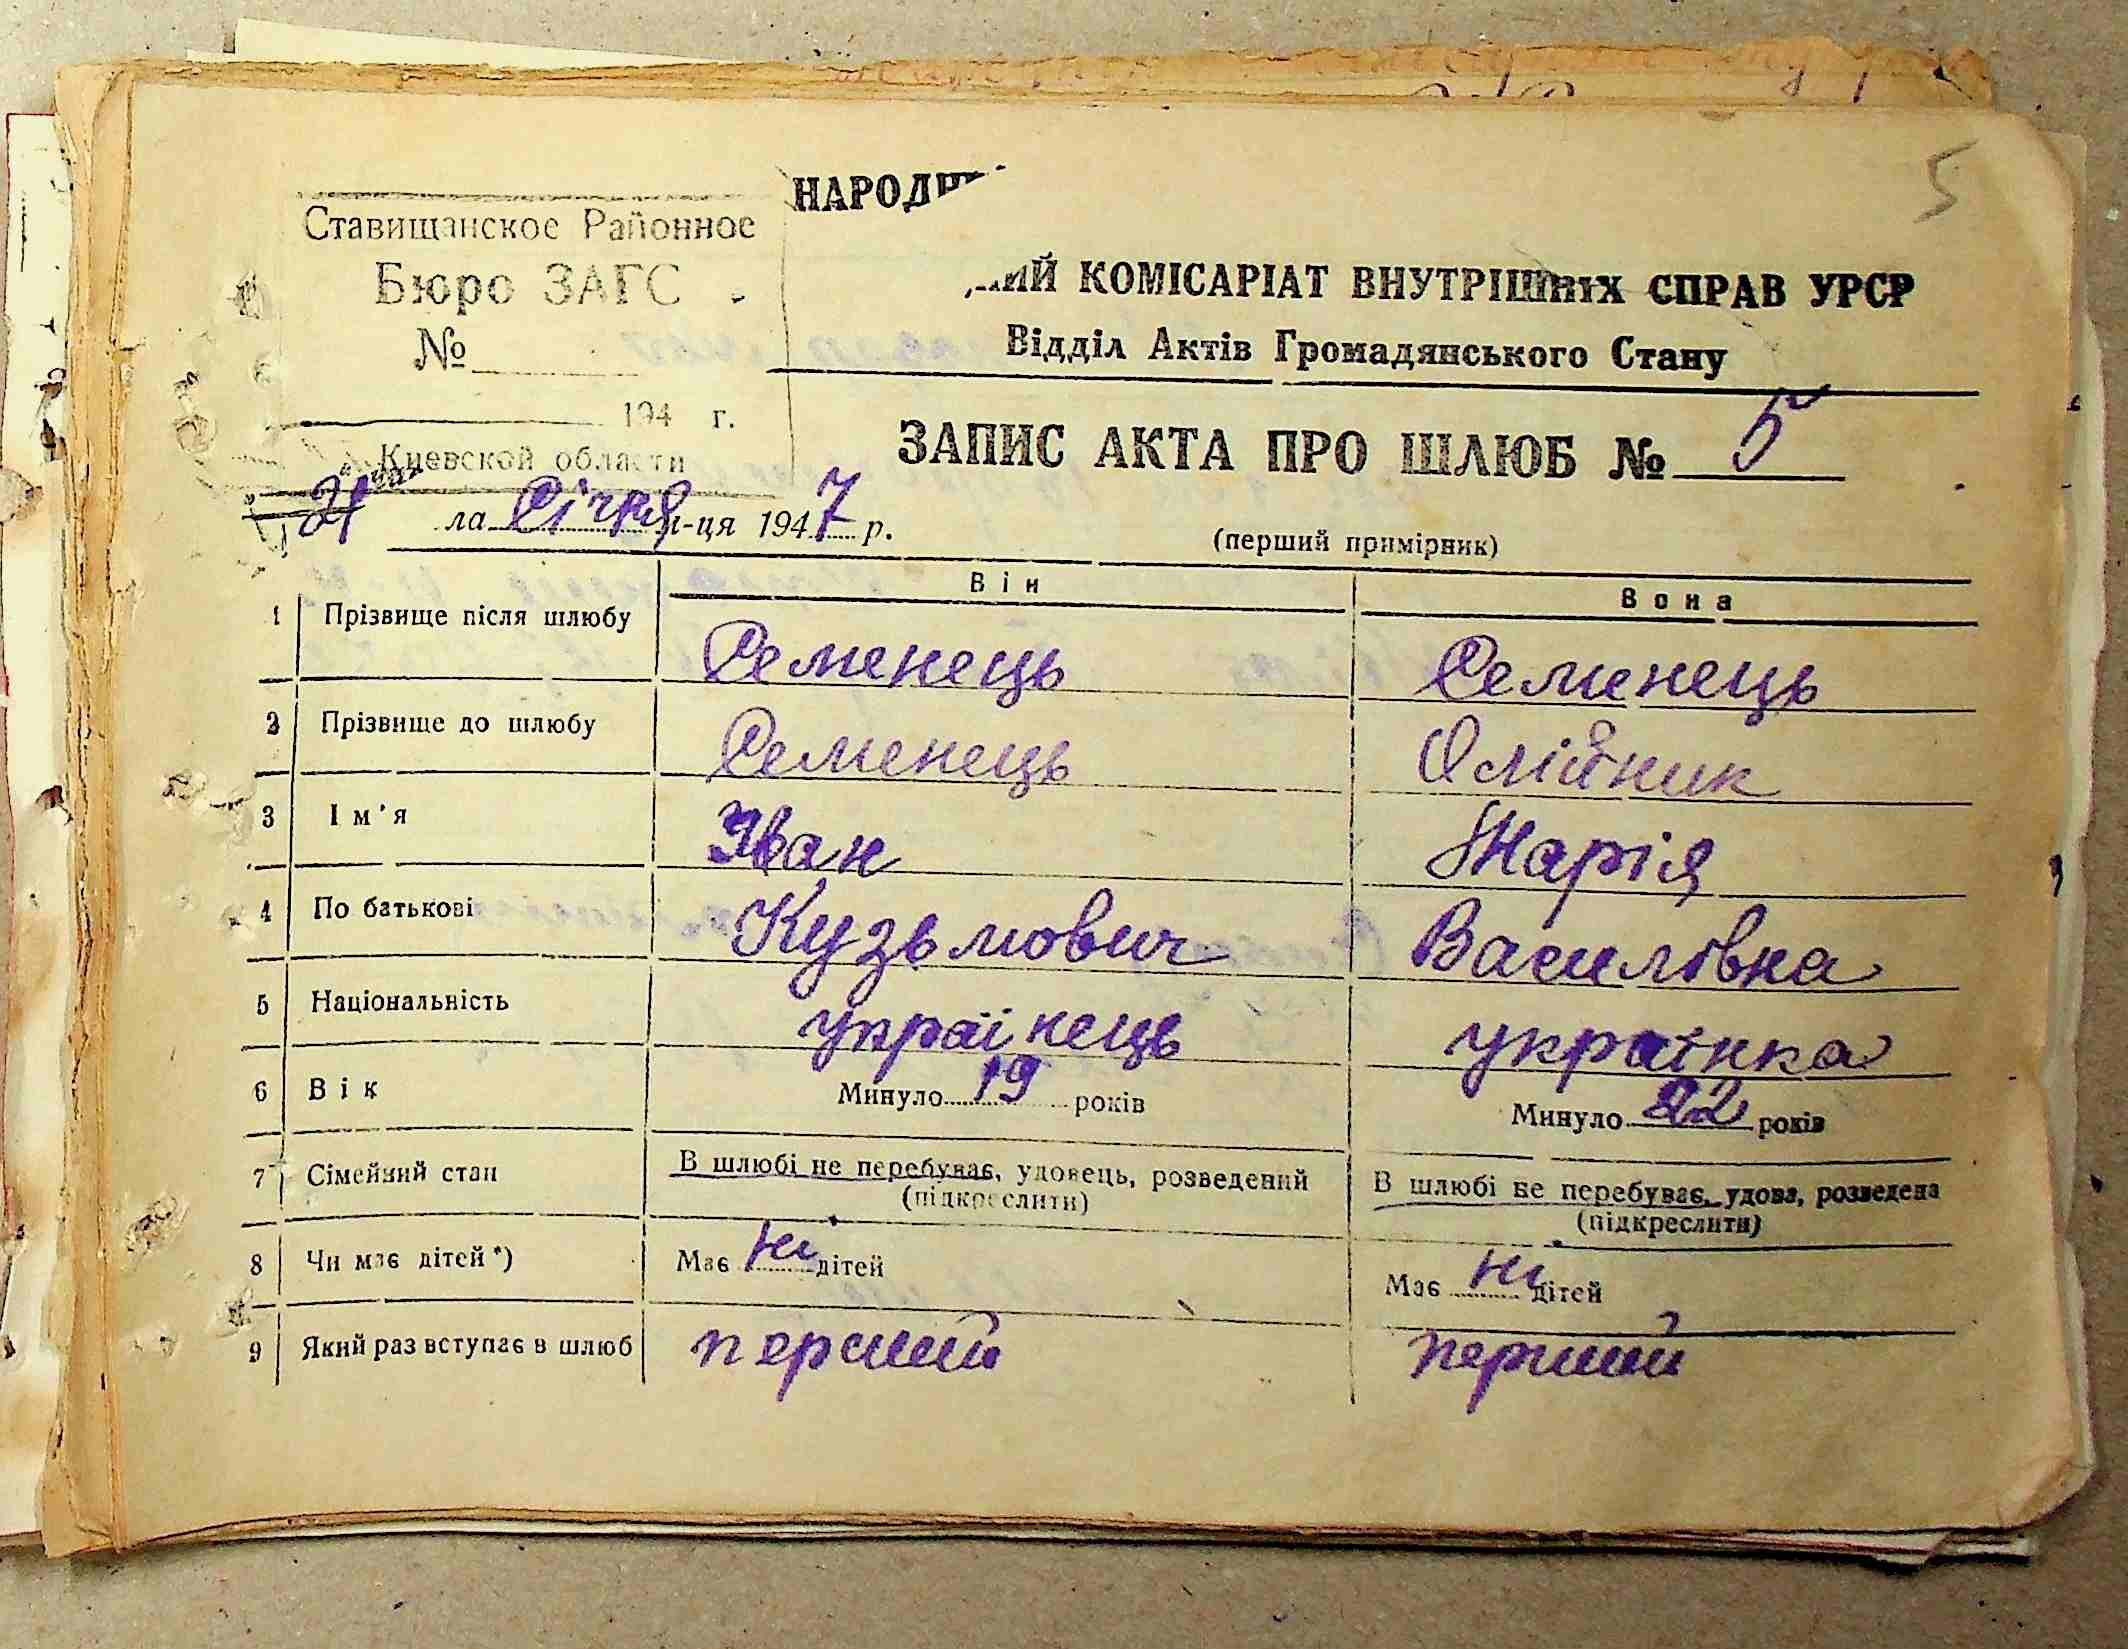 5
НАРОДН
Ставищанское Районное
Бюро ЗАГС
№
194 г.
Киевской области
ИЙ КОМІСАРІАТ ВНУТРІШНІХ СПРАВ УРСР
Відділ Актів Громадянського Стану
ЗАПИС АКТА ПРО ШЛЮБ № 5
21 ла Січня м-ця 1947 р.
(перший примірник)
Він Вона
1 Прізвище після шлюбу Семенець Семенець
2 Прізвище до шлюбу Семенець Олійник
3 Ім'я Іван Марія
4 По батькові Кузьмович Василівна
5 Національність українець українка
6 Вік Минуло 19 років Минуло 22 років
7 Сімейний стан В шлюбі не перебуває, удовець, розведений В шлюбі не перебуває, удова, розведена
(підкреслити) (підкреслити)
8 Чи має дітей *) Має ні дітей Має ні дітей
9 Який раз вступає в шлюб перший перший